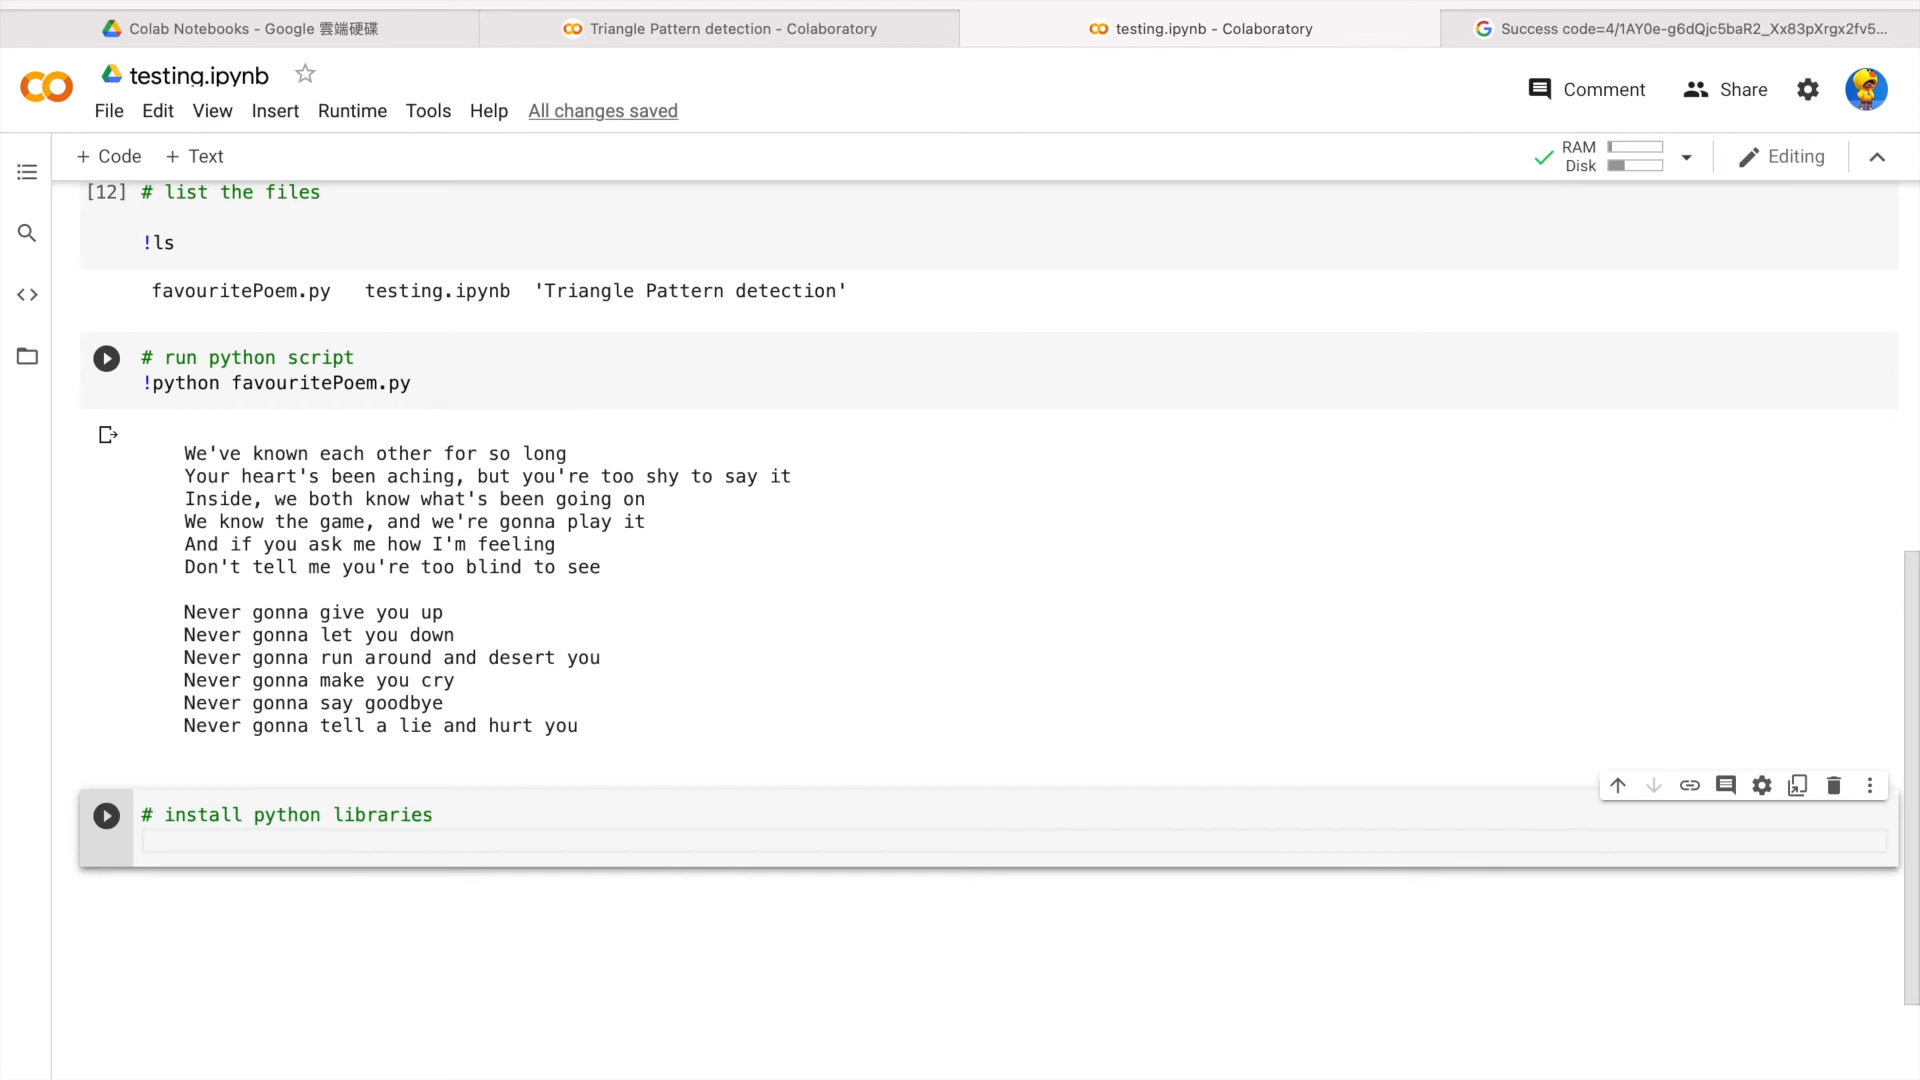 Colab Notebooks - Google 雲端硬碟
Triangle Pattern detection - Colaboratory
testing.ipynb - Colaboratory
Success code=4/1AY0e-g6dQjc5baR2_Xx83pXrgx2fv5...
testing.ipynb
Comment
Share
File Edit View Insert Runtime Tools Help All changes saved
+ Code + Text
RAM
Disk
Editing
[12] # list the files
!ls
favouritePoem.py testing.ipynb 'Triangle Pattern detection'
# run python script
!python favouritePoem.py
We've known each other for so long
Your heart's been aching, but you're too shy to say it
Inside, we both know what's been going on
We know the game, and we're gonna play it
And if you ask me how I'm feeling
Don't tell me you're too blind to see
Never gonna give you up
Never gonna let you down
Never gonna run around and desert you
Never gonna make you cry
Never gonna say goodbye
Never gonna tell a lie and hurt you
# install python libraries